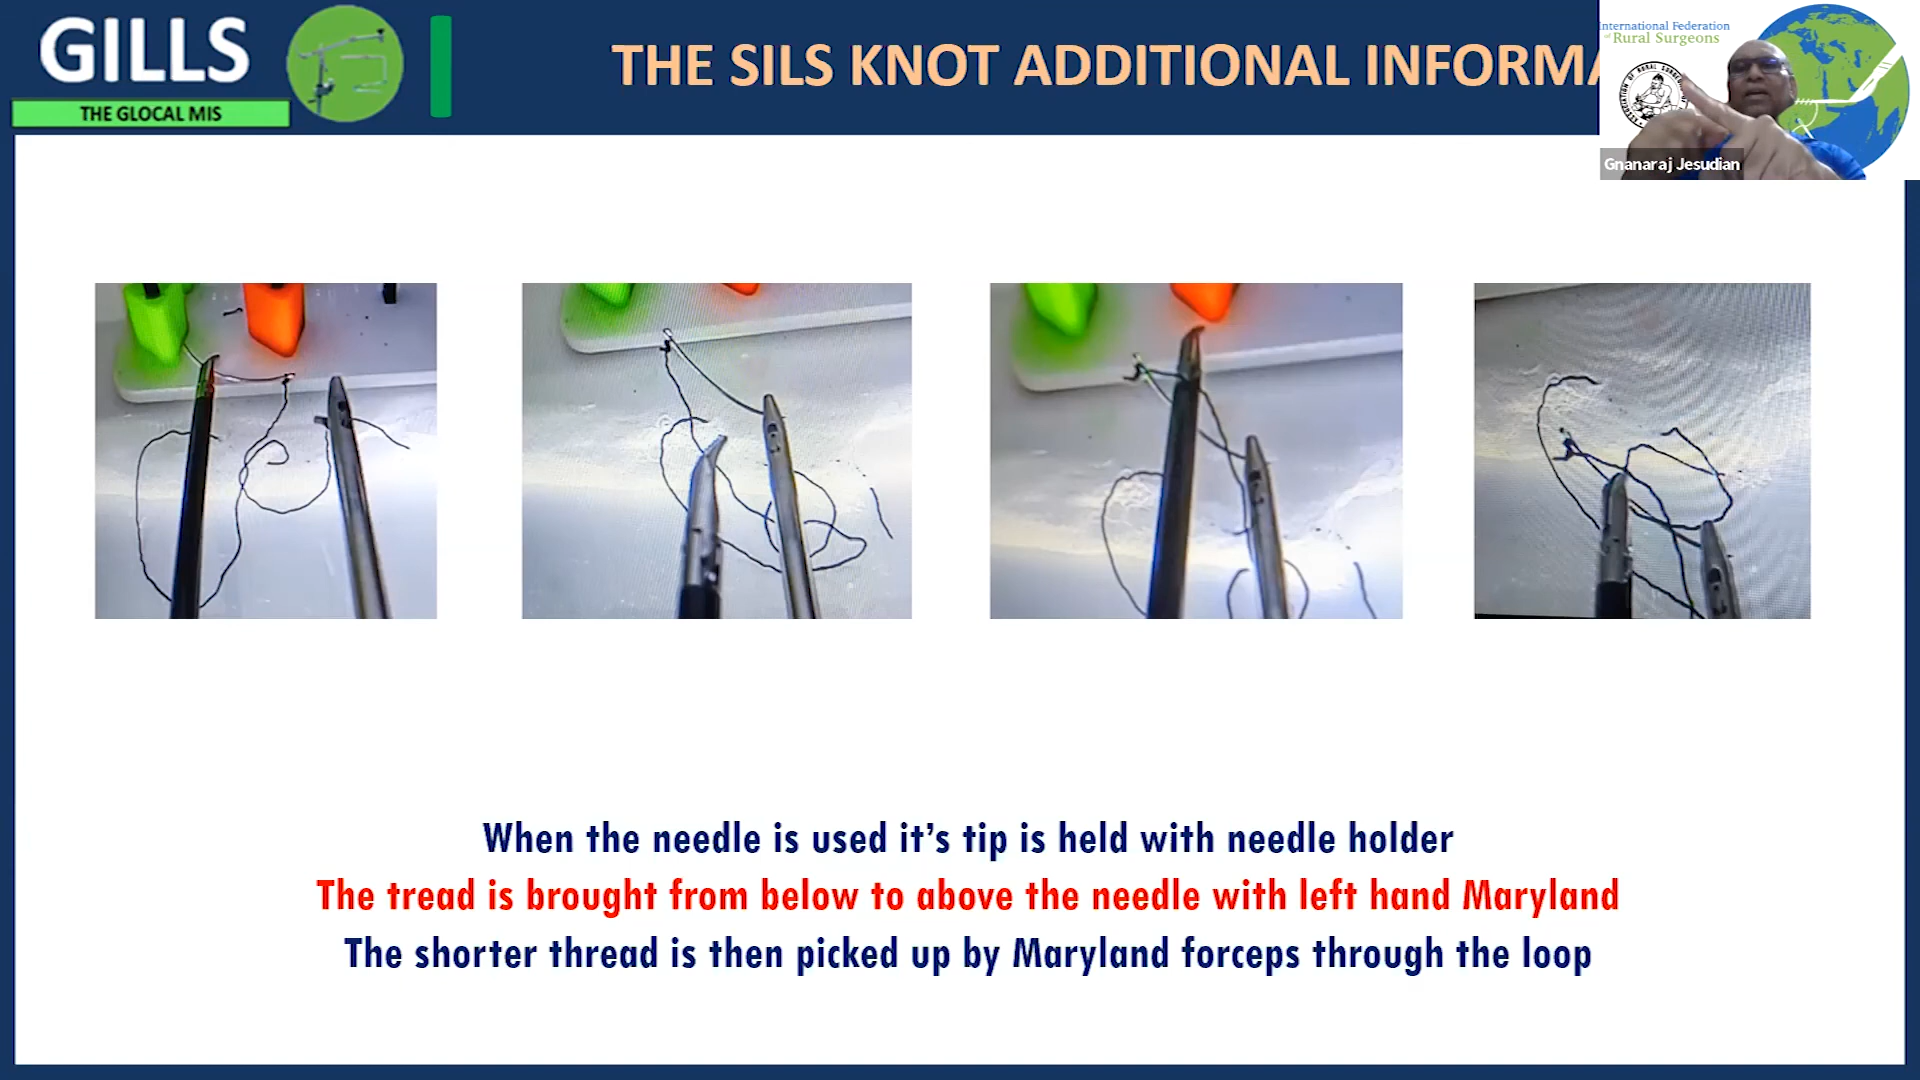 GILLS
THE GLOCAL MIS
THE SILS KNOT ADDITIONAL INFORMA
International Federation
of Rural Surgeons
Gnanaraj Jesudian
When the needle is used it’s tip is held with needle holder
The tread is brought from below to above the needle with left hand Maryland
The shorter thread is then picked up by Maryland forceps through the loop